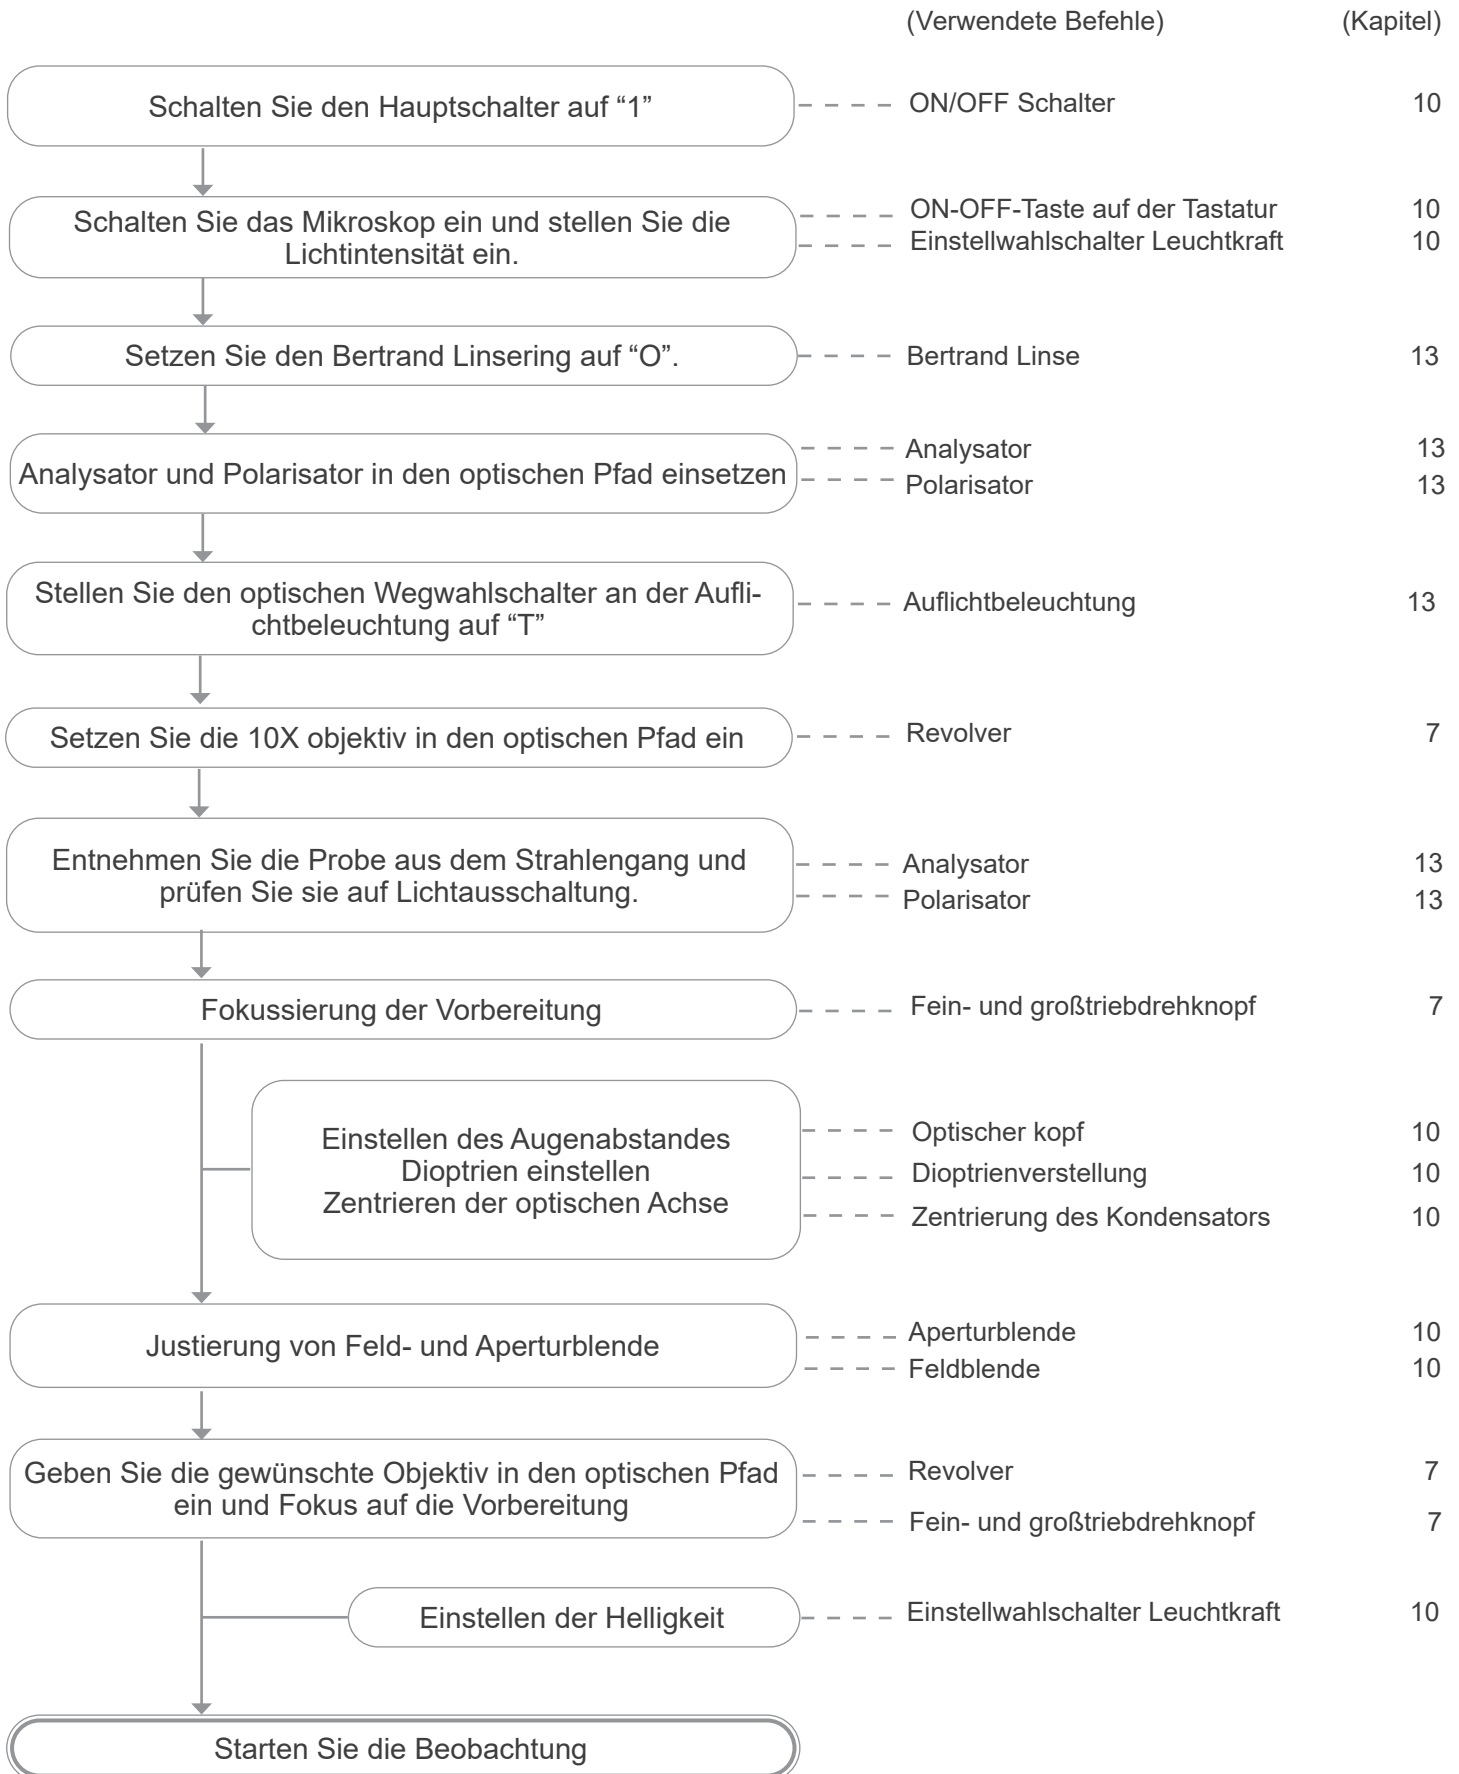 (Verwendete Befehle) (Kapitel)
Schalten Sie den Hauptschalter auf “1”
ON/OFF Schalter 10
Schalten Sie das Mikroskop ein und stellen Sie die
Lichtintensität ein.
ON-OFF-Taste auf der Tastatur 10
Einstellwahlschalter Leuchtkraft 10
Setzen Sie den Bertrand Linsering auf “O”.
Bertrand Linse 13
Analysator und Polarisator in den optischen Pfad einsetzen
Analysator 13
Polarisator 13
Stellen Sie den optischen Wegwahlschalter an der Aufli-
chtbeleuchtung auf “T”
Auflichtbeleuchtung 13
Setzen Sie die 10X objektiv in den optischen Pfad ein
Revolver 7
Entnehmen Sie die Probe aus dem Strahlengang und
prüfen Sie sie auf Lichtausschaltung.
Analysator 13
Polarisator 13
Fokussierung der Vorbereitung
Fein- und großtriebdrehknopf 7
Einstellen des Augenabstandes
Dioptrien einstellen
Zentrieren der optischen Achse
Optischer kopf 10
Dioptrienverstellung 10
Zentrierung des Kondensators 10
Justierung von Feld- und Aperturblende
Aperturblende 10
Feldblende 10
Geben Sie die gewünschte Objektiv in den optischen Pfad
ein und Fokus auf die Vorbereitung
Revolver 7
Fein- und großtriebdrehknopf 7
Einstellen der Helligkeit
Einstellwahlschalter Leuchtkraft 10
Starten Sie die Beobachtung